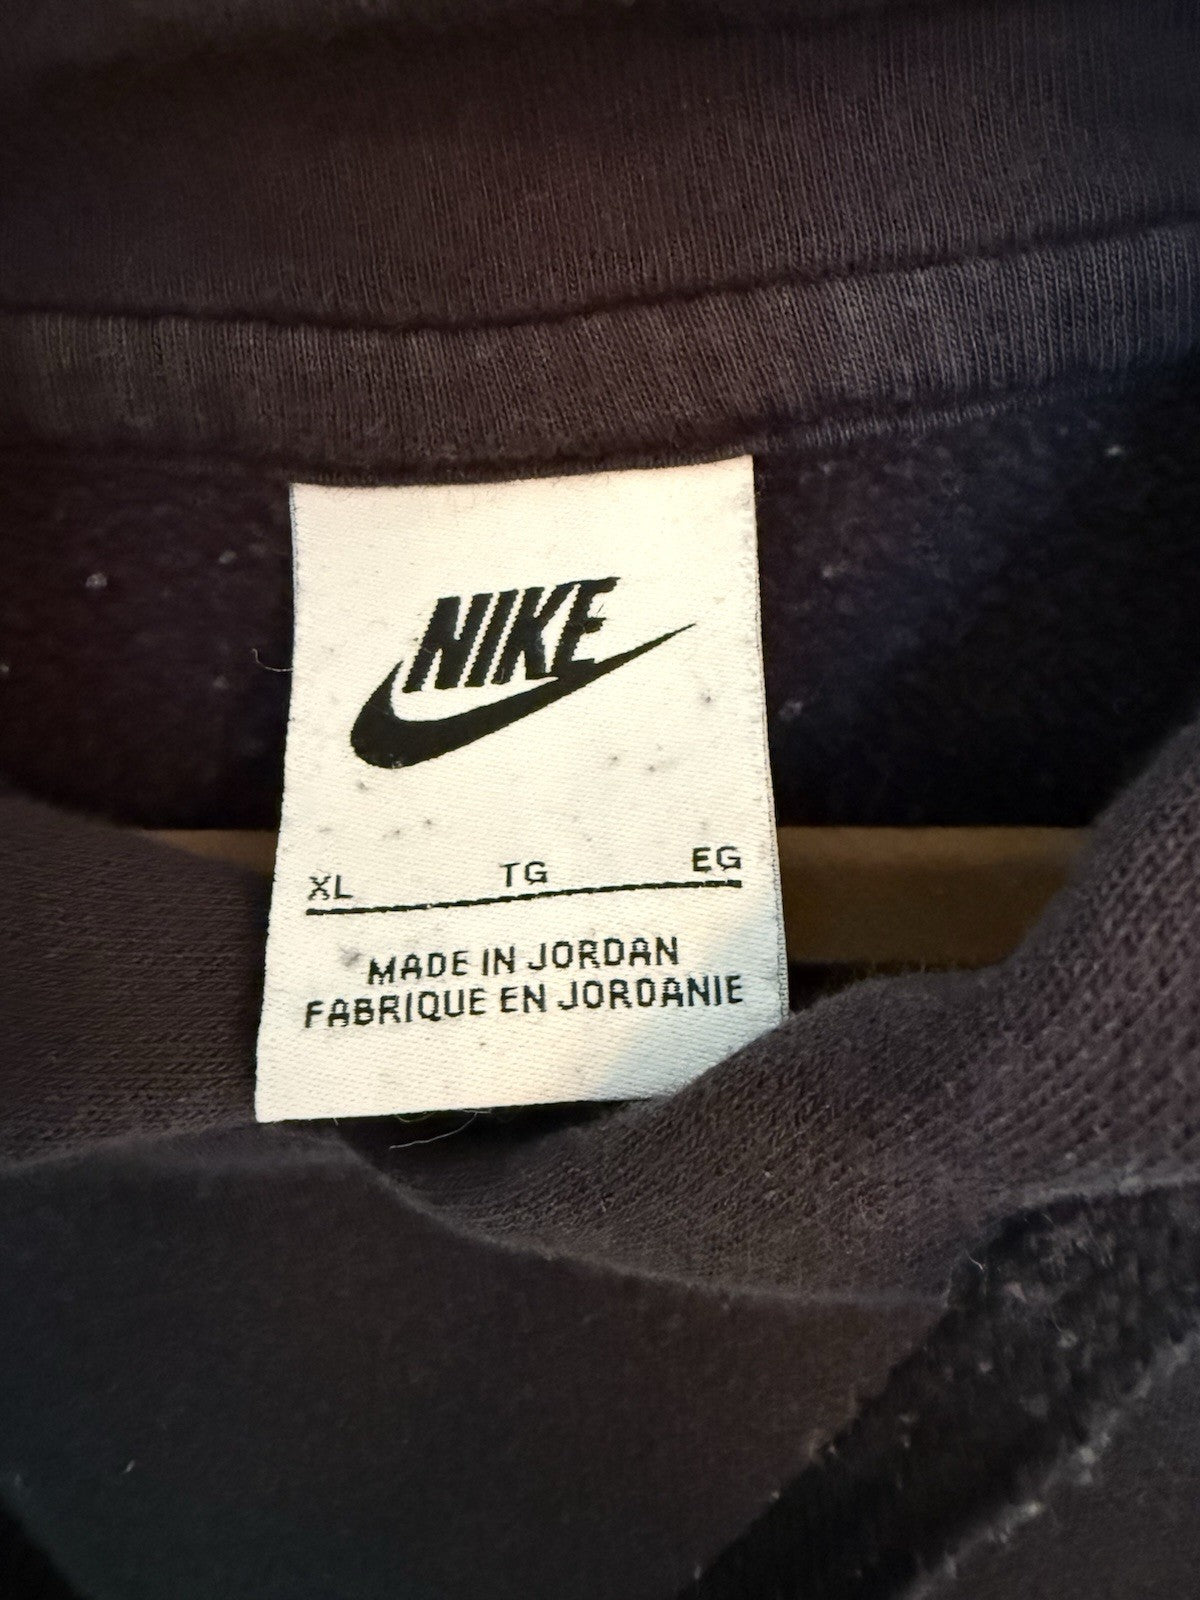 NIKE
XL TG EG
MADE IN JORDAN
FABRIQUE EN JORDANIE